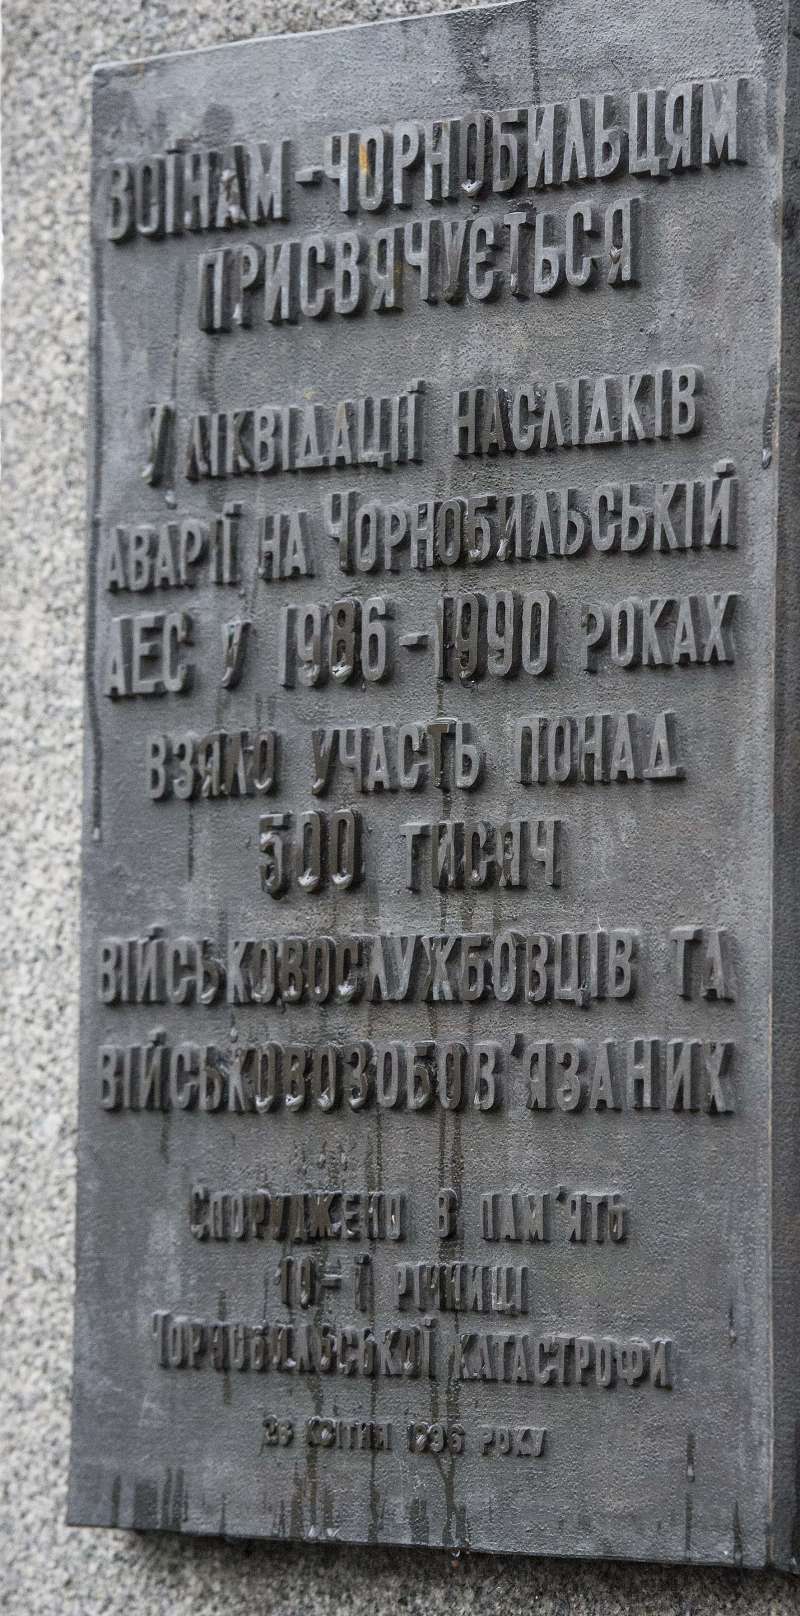 ВОЇНАМ-ЧОРНОБИЛЬЦЯМ
ПРИСВЯЧУЄТЬСЯ
У ЛІКВІДАЦІЇ НАСЛІДКІВ
АВАРІЇ НА ЧОРНОБИЛЬСЬКІЙ
АЕС У 1986-1990 РОКАХ
ВЗЯЛО УЧАСТЬ ПОНАД
500 ТИСЯЧ
ВІЙСЬКОВОСЛУЖБОВЦІВ ТА
ВІЙСЬКОВОЗОБОВ'ЯЗАНИХ
СПОРУДЖЕНО В ПАМ'ЯТЬ
10-Ї РІЧНИЦІ
ЧОРНОБИЛЬСЬКОЇ КАТАСТРОФИ
26 КВІТНЯ 1996 РОКУ